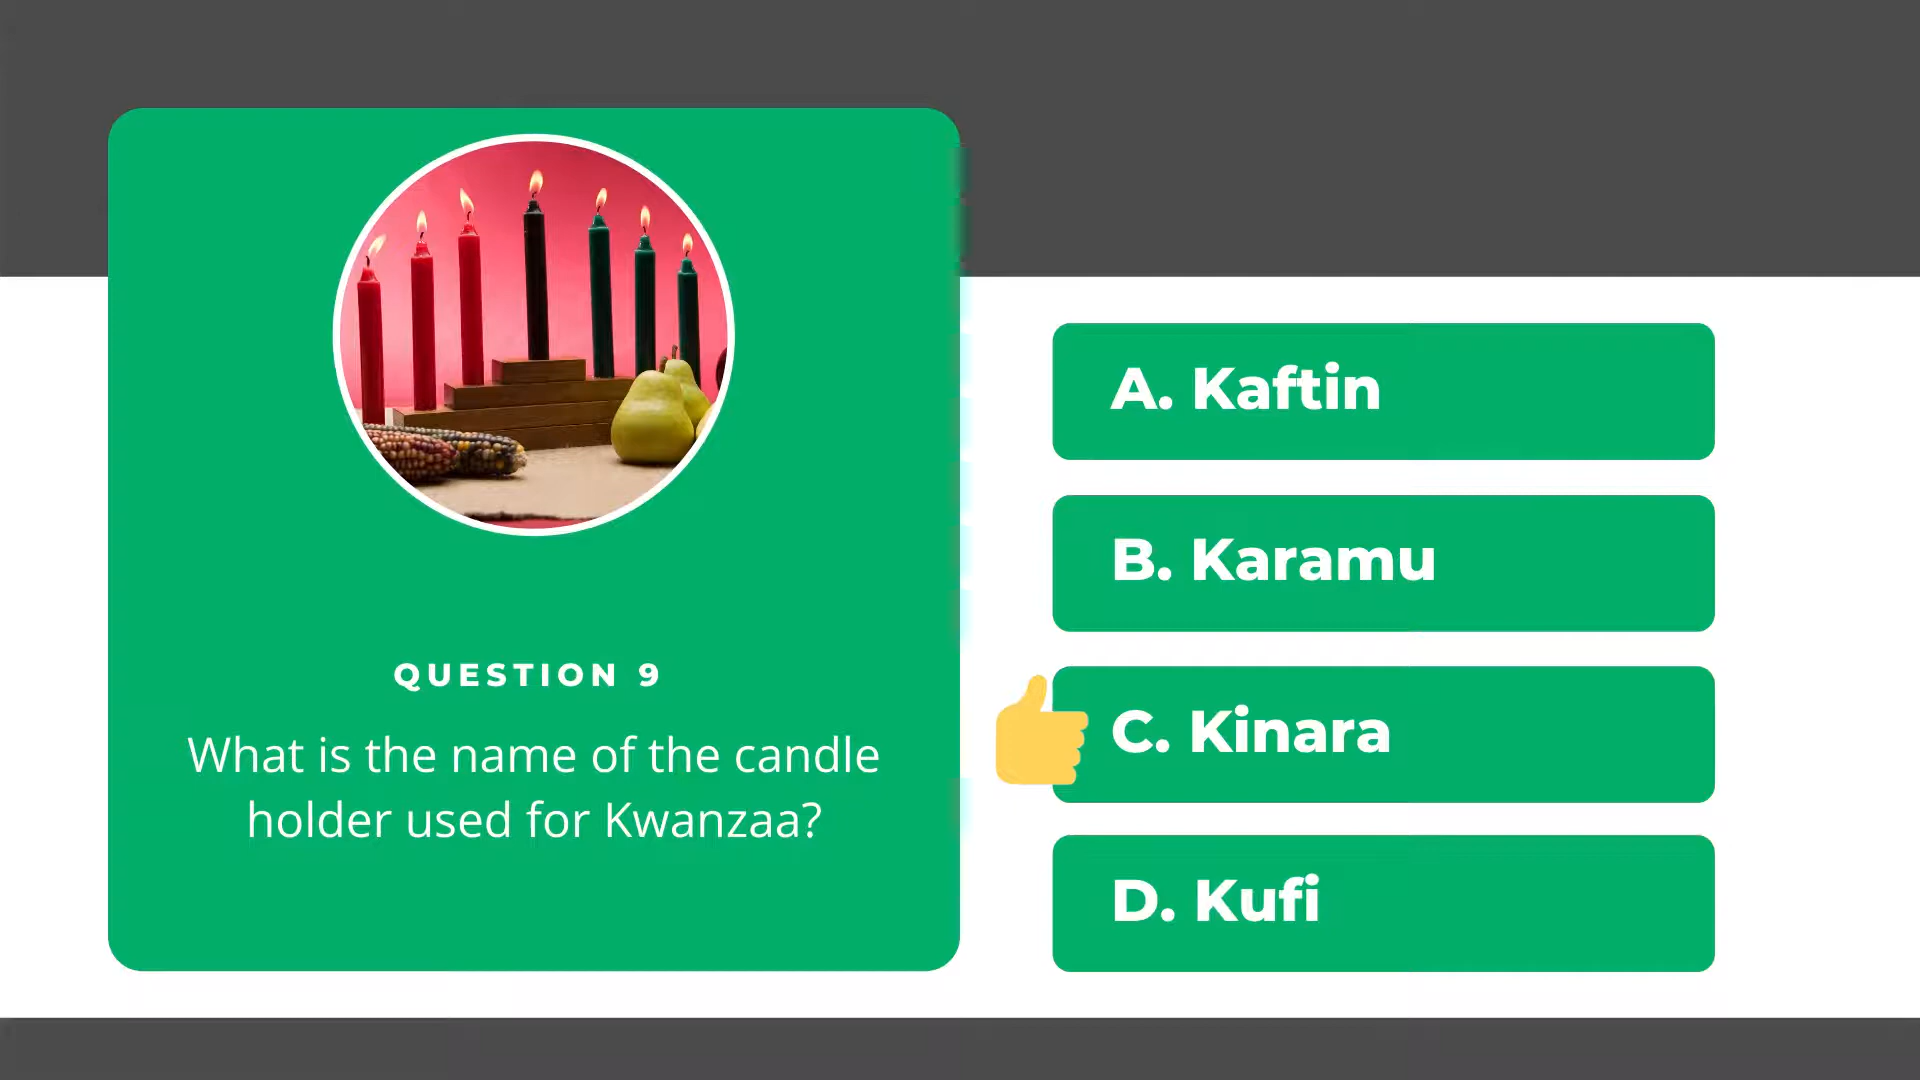 QUESTION 9
What is the name of the candle
holder used for Kwanzaa?
A. Kaftin
B. Karamu
C. Kinara
D. Kufi